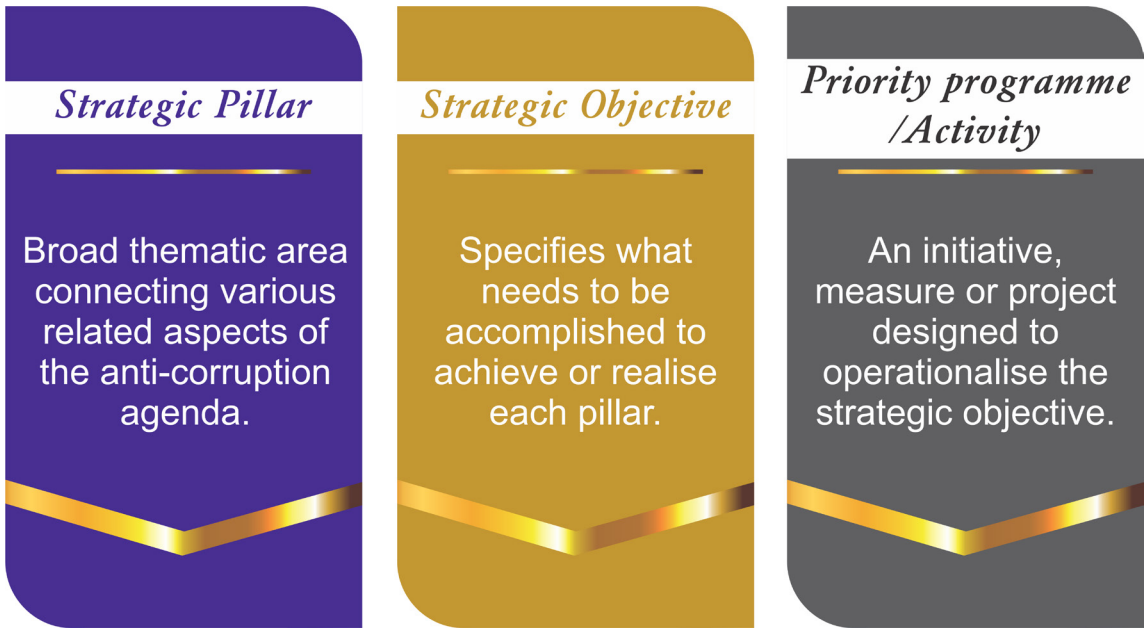 Strategic Pillar
Broad thematic area
connecting various
related aspects of
the anti-corruption
agenda.
Strategic Objective
Specifies what
needs to be
accomplished to
achieve or realise
each pillar.
Priority programme
/Activity
An initiative,
measure or project
designed to
operationalise the
strategic objective.